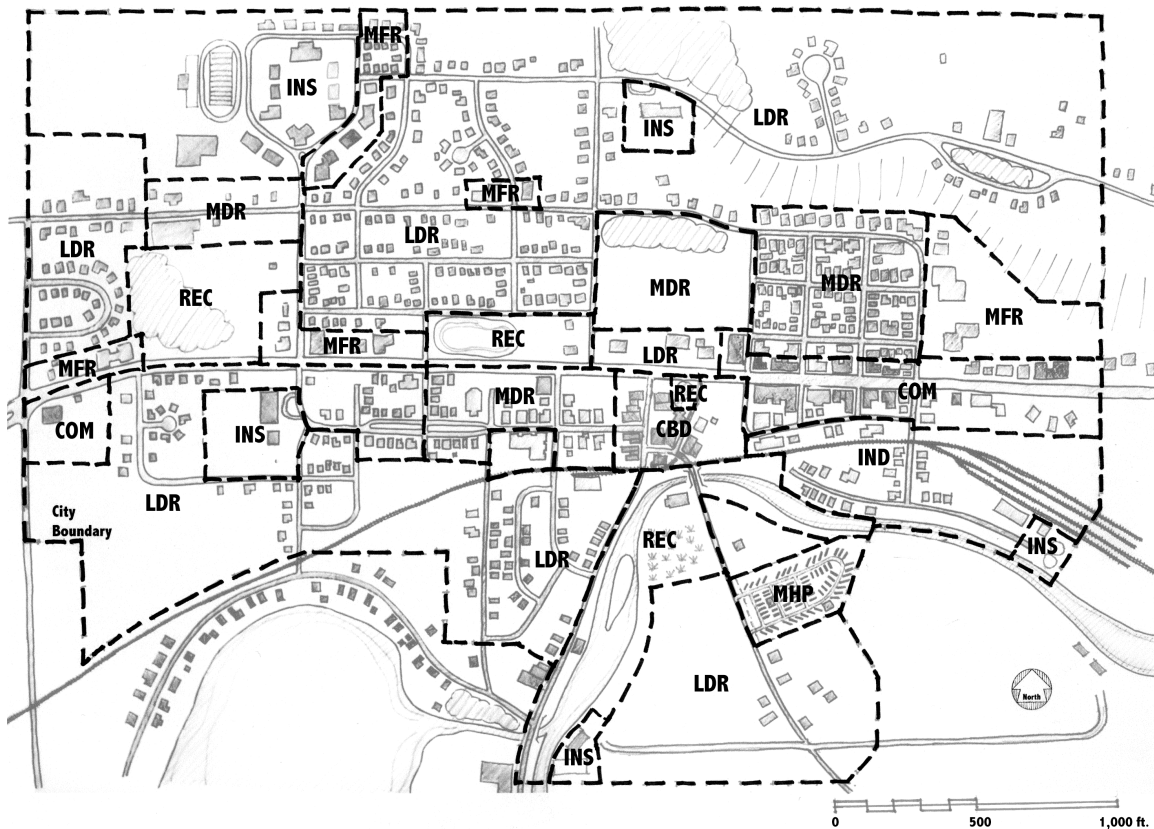 MFR
INS
LDR
INS
MFR
MDR
LDR
LDR
REC
MDR
MDR
MFR
REC
MFR
LDR
MFR
REC
COM
MDR
COM
INS
CBD
IND
LDR
City
Boundary
REC
INS
LDR
MHP
LDR
North
INS
0
500
1,000 ft.